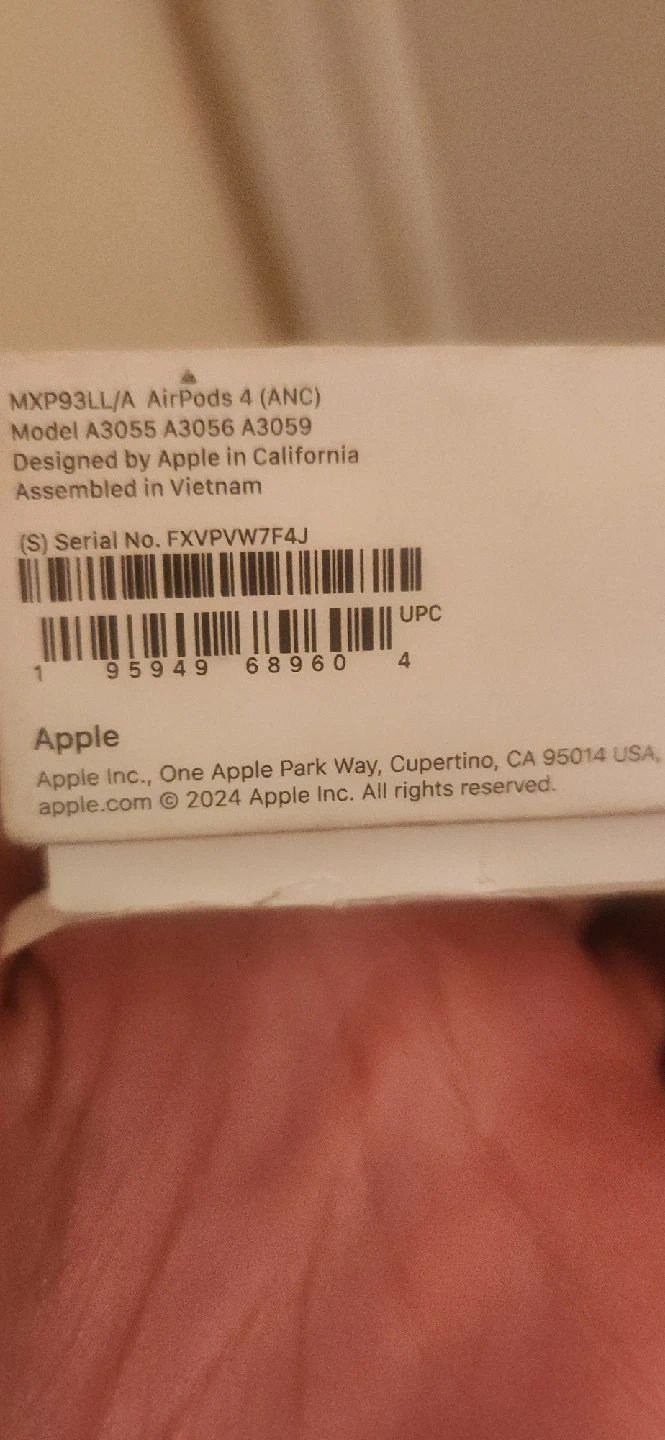 MXP93LL/A AirPods 4 (ANC)
Model A3055 A3056 A3059
Designed by Apple in California
Assembled in Vietnam
(S) Serial No. FXVPVW7F4J
UPC
1 95949 68960 4
Apple
Apple Inc., One Apple Park Way, Cupertino, CA 95014 USA,
apple.com © 2024 Apple Inc. All rights reserved.